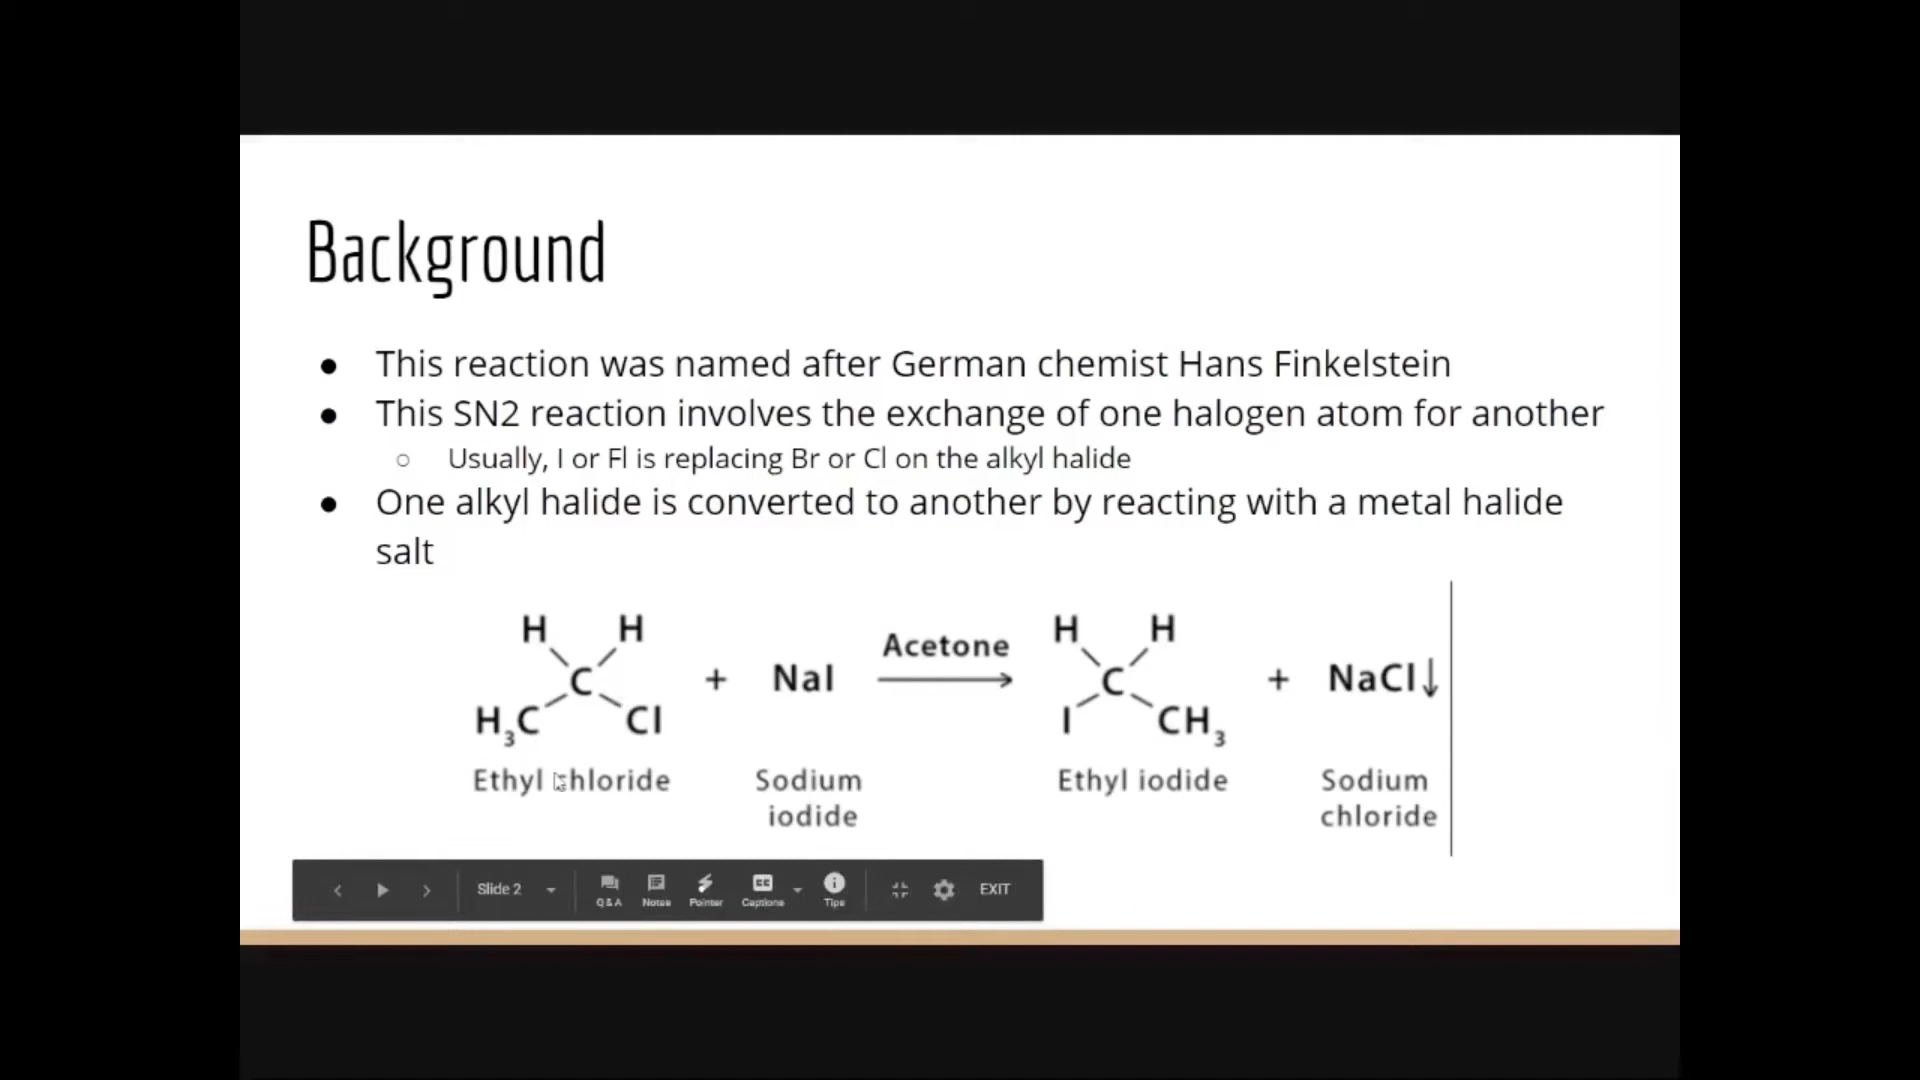 Background
● This reaction was named after German chemist Hans Finkelstein
● This SN2 reaction involves the exchange of one halogen atom for another
○ Usually, I or Fl is replacing Br or Cl on the alkyl halide
● One alkyl halide is converted to another by reacting with a metal halide
salt
H H H H
Acetone
C + NaI → C + NaCl↓
H₃C Cl I CH₃
Ethyl chloride Sodium Ethyl iodide Sodium
iodide chloride
Slide 2 Q & A Notes Pointer Captions Tips EXIT